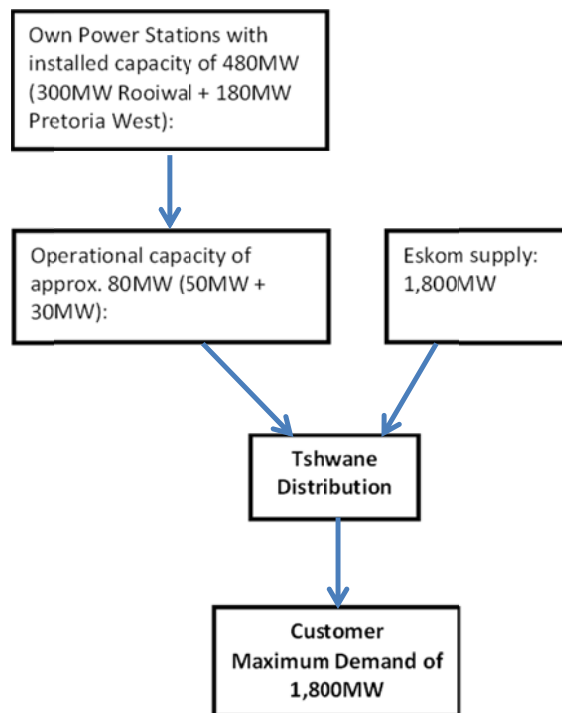 Own Power Stations with
installed capacity of 480MW
(300MW Rooiwal + 180MW
Pretoria West):
Operational capacity of
approx. 80MW (50MW +
30MW):
Eskom supply:
1,800MW
Tshwane
Distribution
Customer
Maximum Demand of
1,800MW